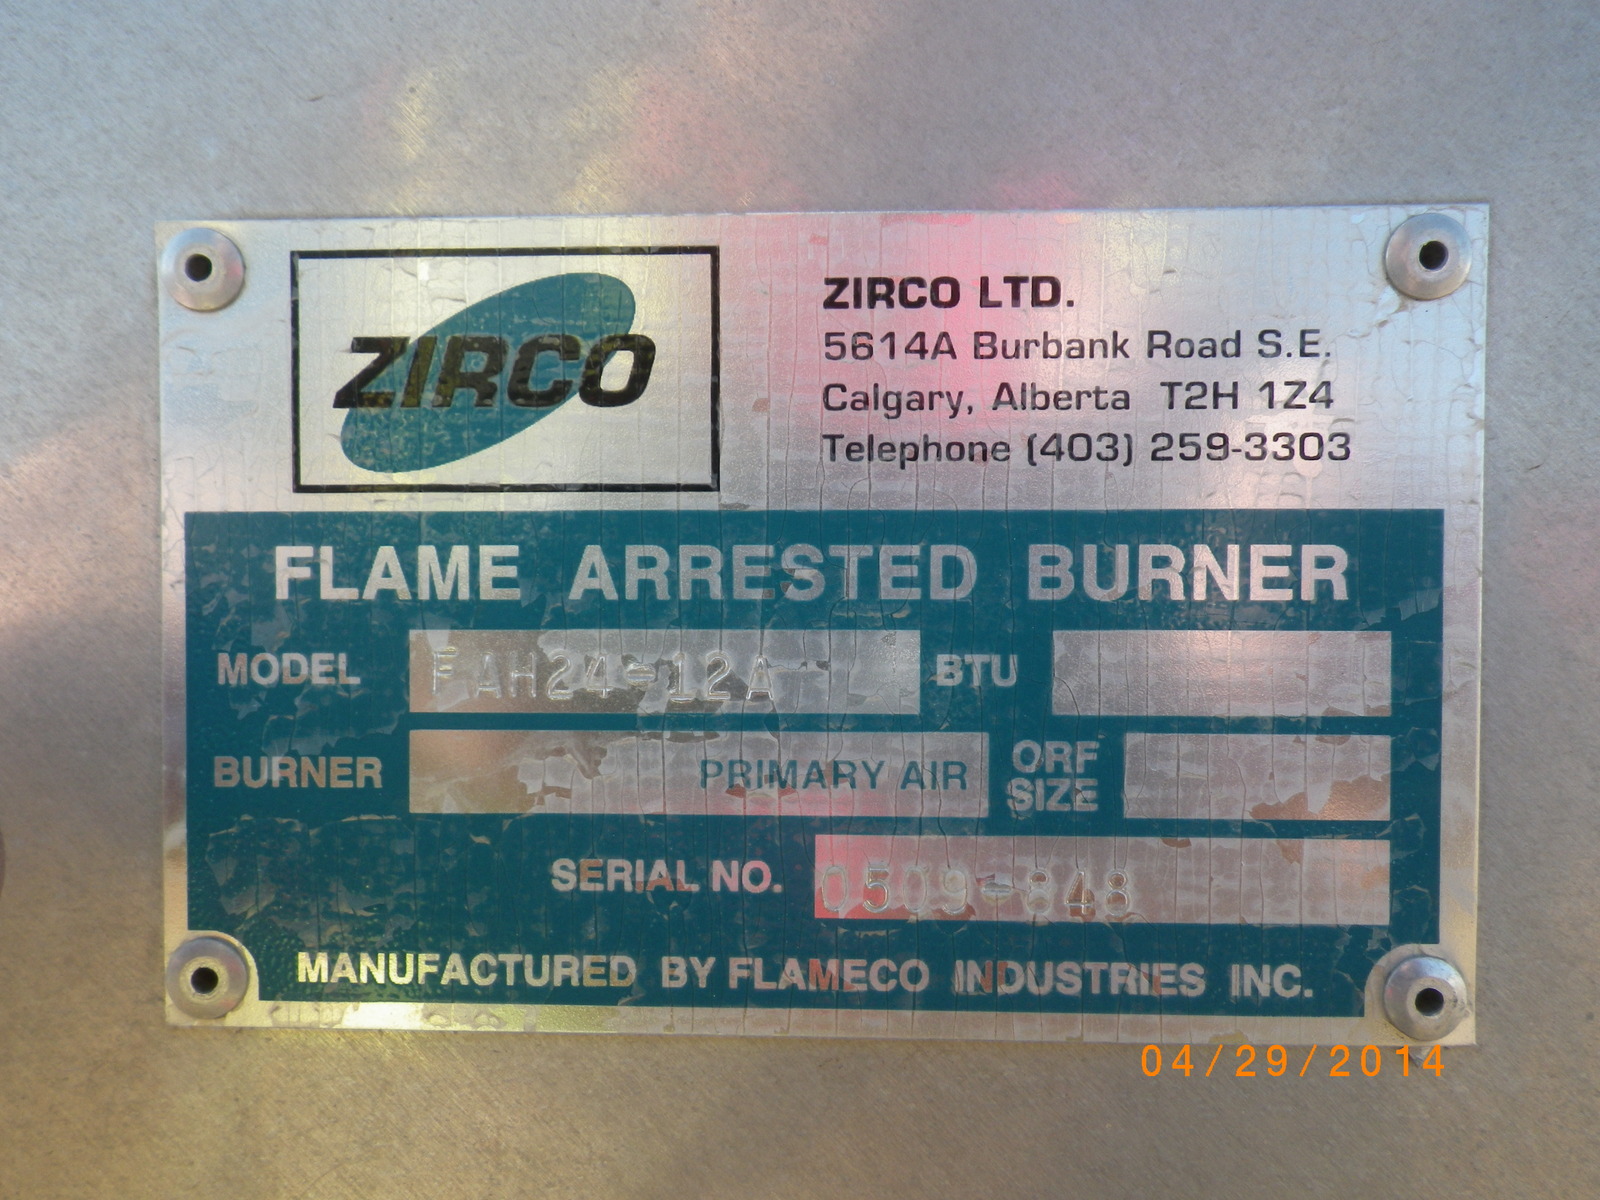 ZIRCO
ZIRCO LTD.
5614A Burbank Road S.E.
Calgary, Alberta T2H 1Z4
Telephone (403) 259-3303
FLAME ARRESTED BURNER
MODEL FAH24-12A BTU
BURNER PRIMARY AIR ORF SIZE
SERIAL NO. 0509-848
MANUFACTURED BY FLAMECO INDUSTRIES INC.
04/29/2014